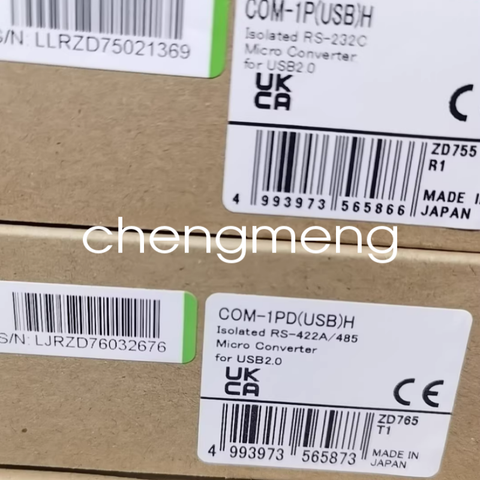 S/N: LLRZD75021369
COM-1P(USB)H
Isolated RS-232C
Micro Converter
for USB2.0
UK
CA
CE
4 993973 565866
ZD755
R1
MADE IN
JAPAN
chengmeng
S/N: LJRZD76032676
COM-1PD(USB)H
Isolated RS-422A/485
Micro Converter
for USB2.0
UK
CA
CE
4 993973 565873
ZD765
T1
MADE IN
JAPAN